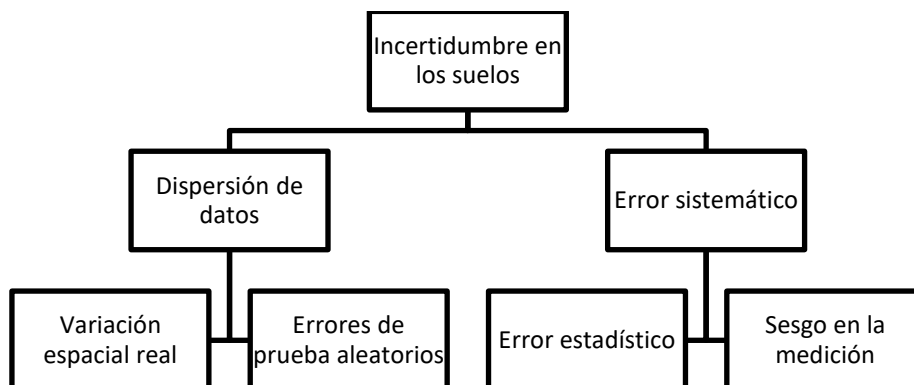 Incertidumbre en
los suelos
Dispersión de
datos
Error sistemático
Variación
espacial real
Errores de
prueba aleatorios
Error estadístico
Sesgo en la
medición